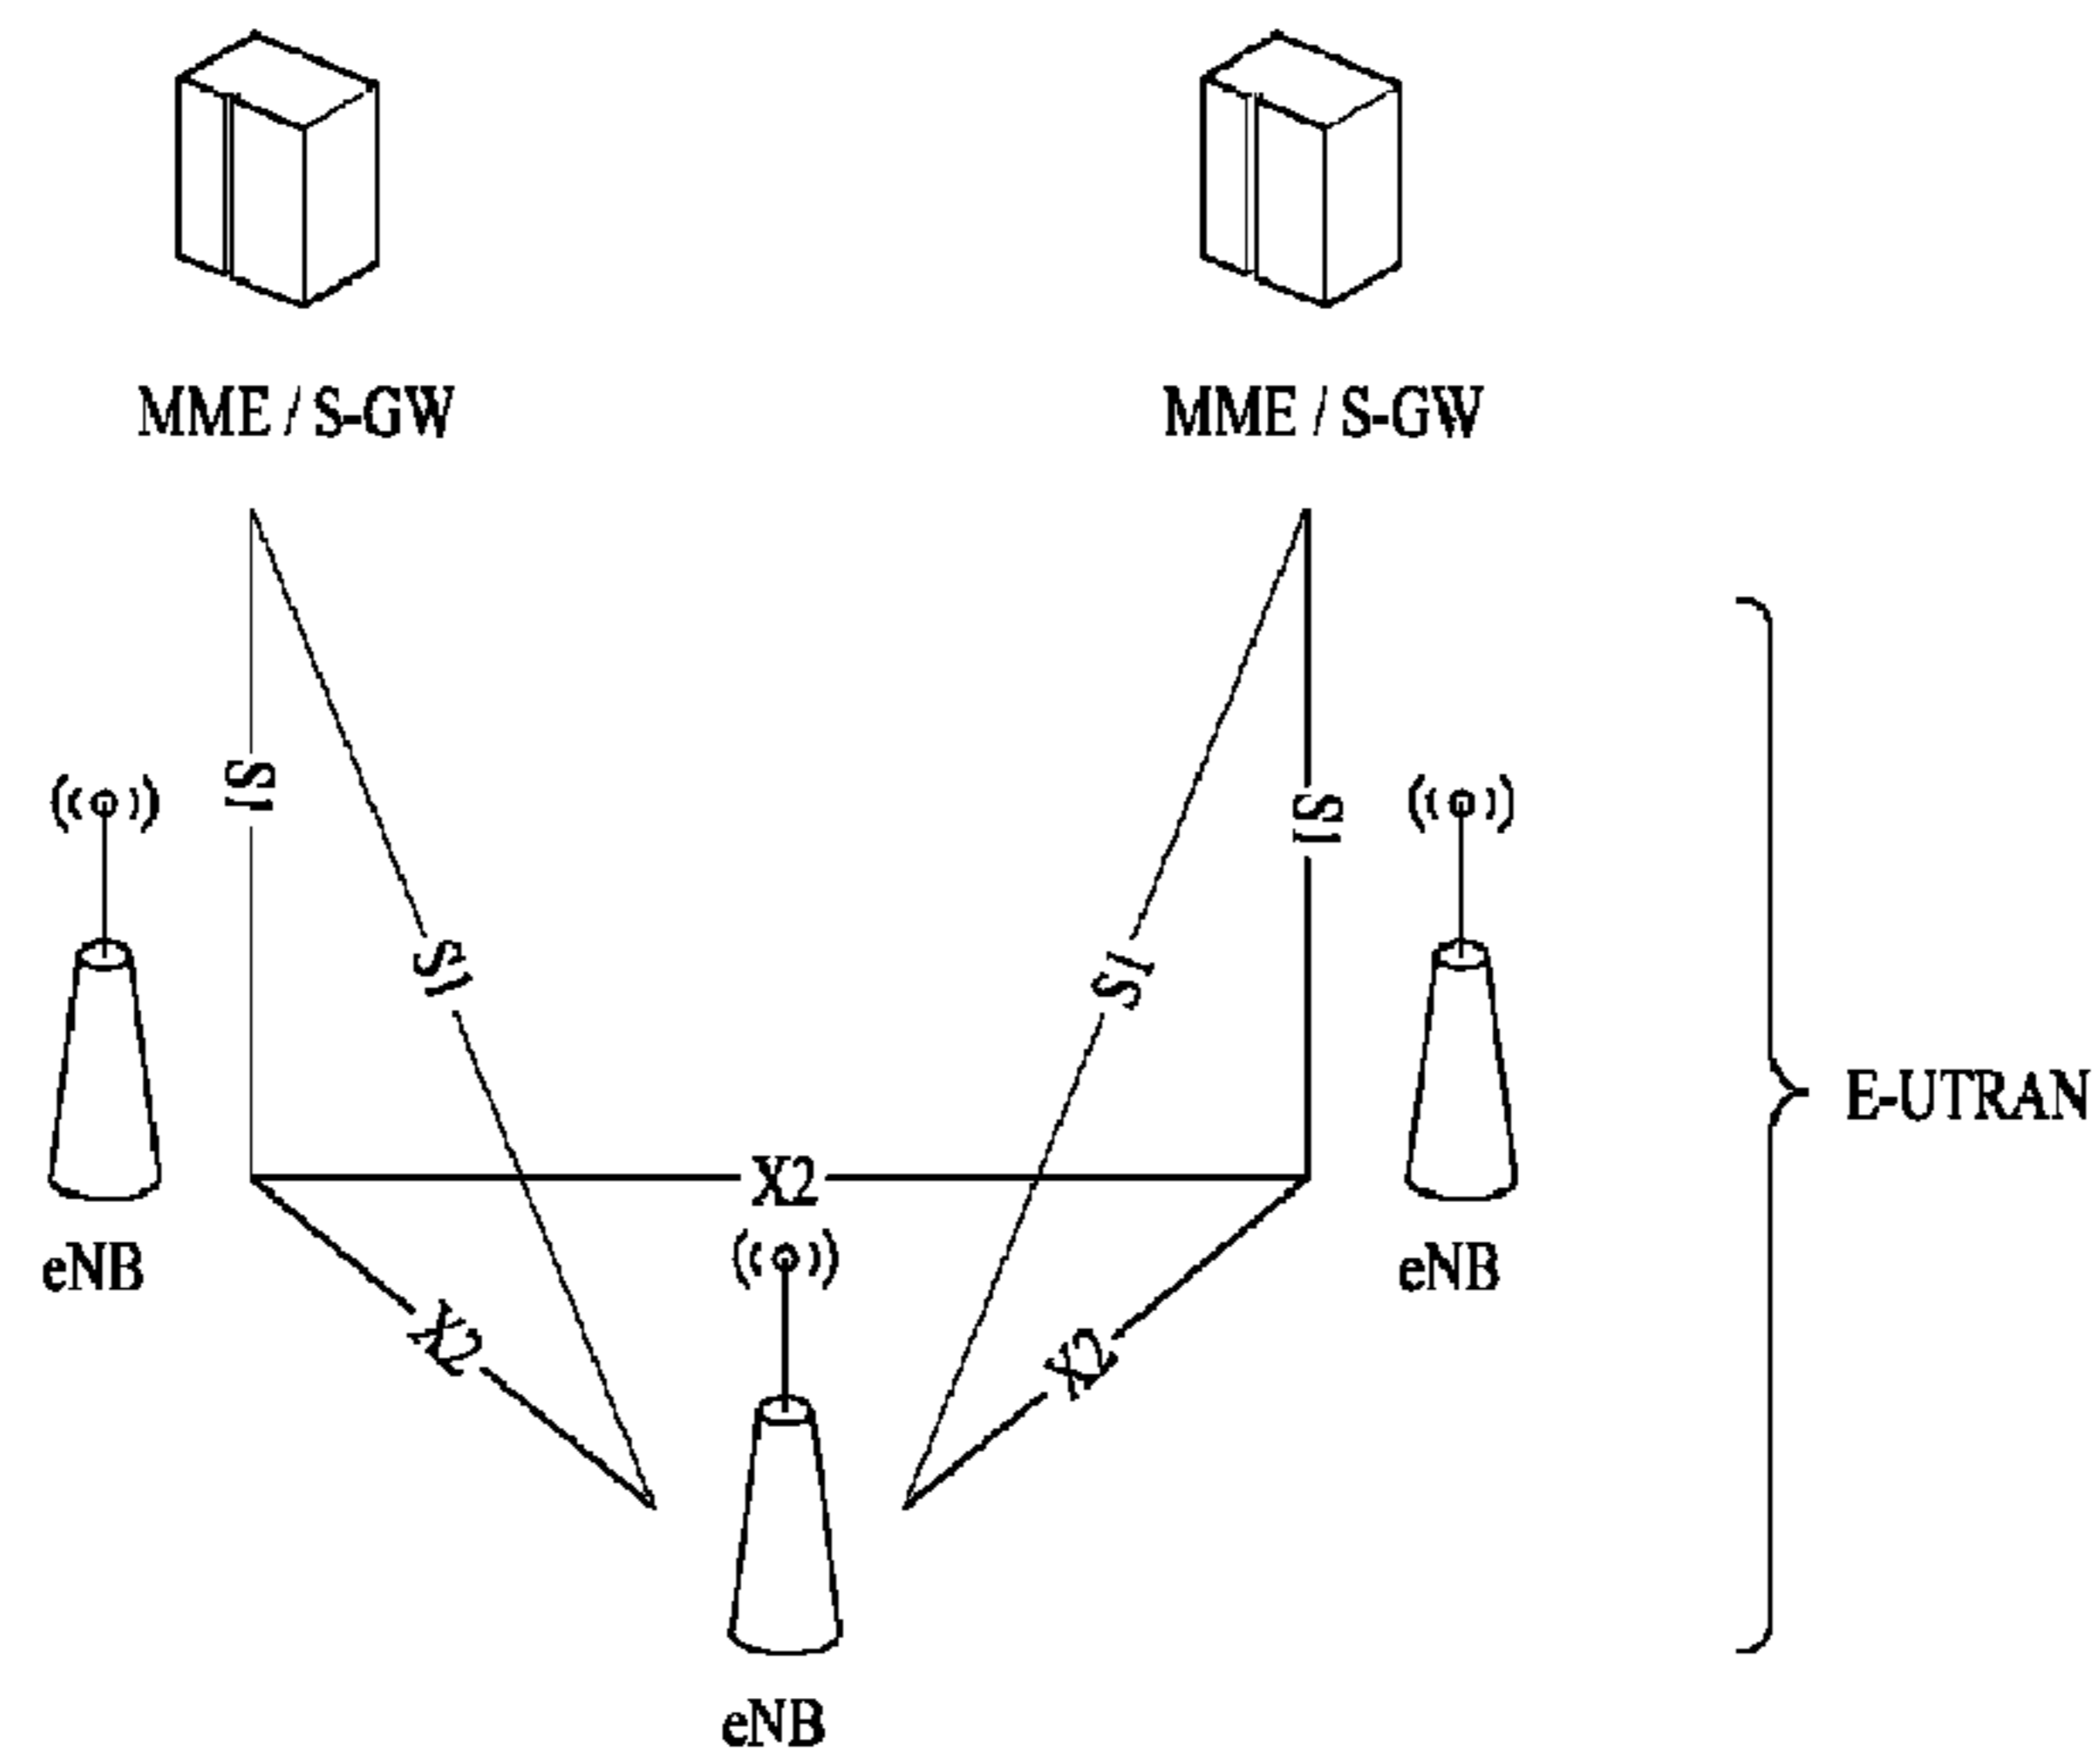 MME / S-GW
MME / S-GW
S1
S1
S1
S1
E-UTRAN
X2
eNB
eNB
X2
X2
eNB